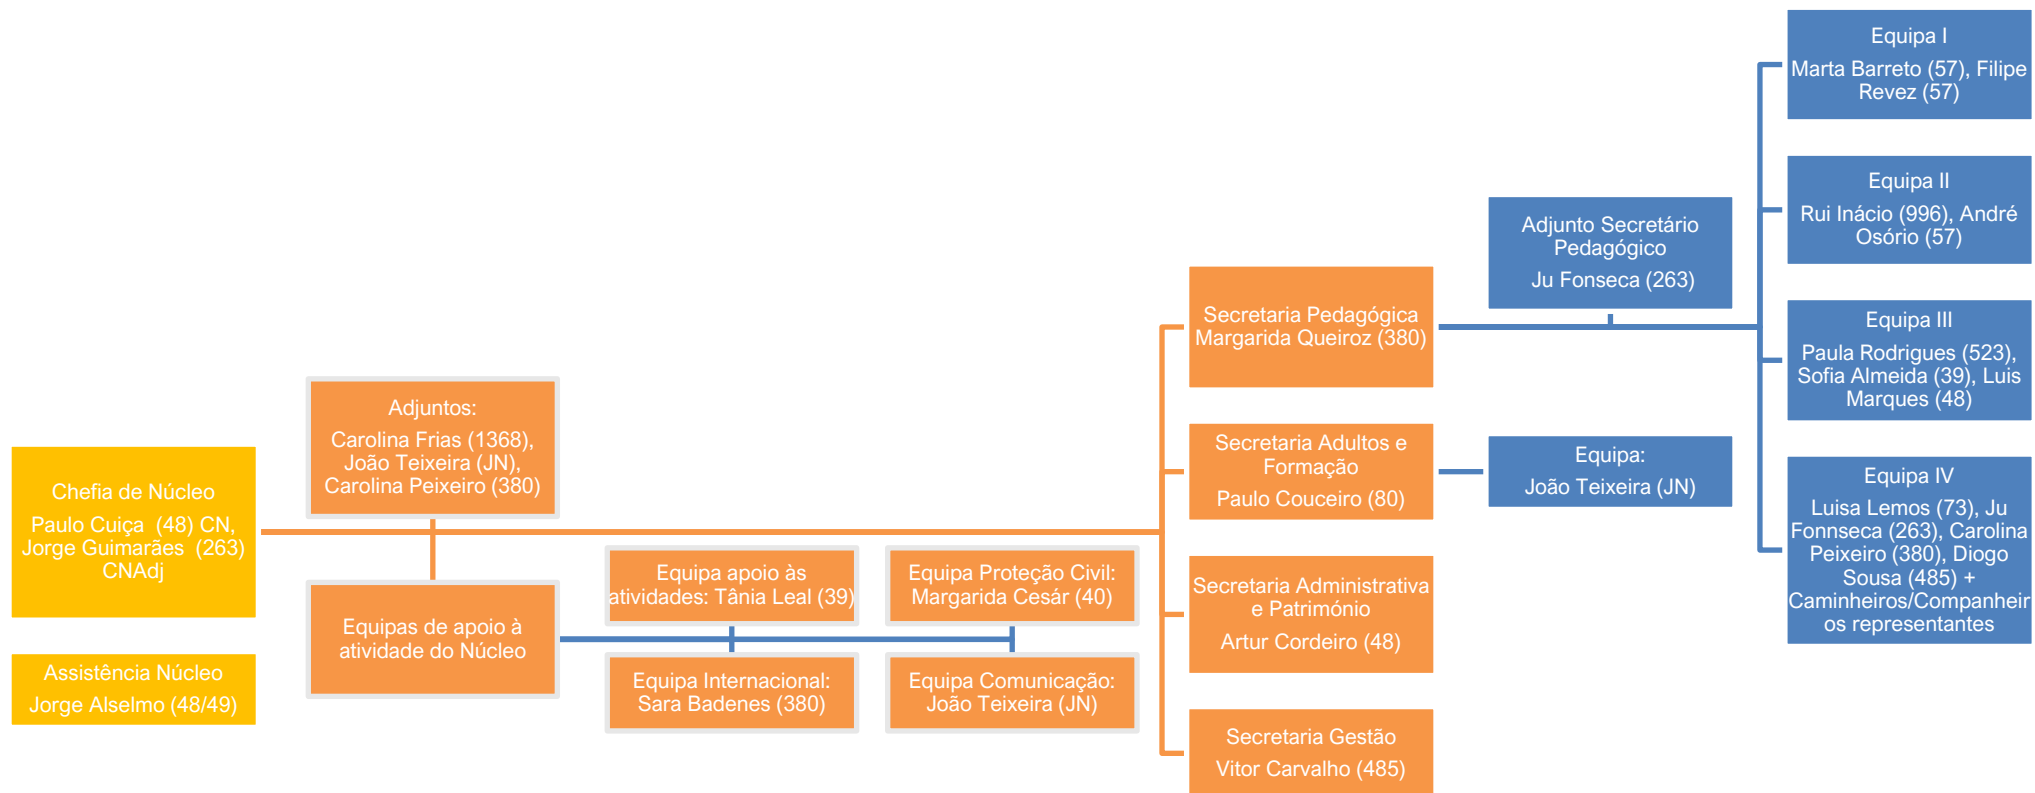 Chefia de Núcleo
Paulo Cuiça  (48) CN,
Jorge Guimarães  (263)
CNAdj
Assistência Núcleo
Jorge Alselmo (48/49)
Adjuntos:
Carolina Frias (1368),
João Teixeira (JN),
Carolina Peixeiro (380)
Equipas de apoio à
atividade do Núcleo
Equipa apoio às
atividades: Tânia Leal (39)
Equipa Proteção Civil:
Margarida Cesár (40)
Equipa Internacional:
Sara Badenes (380)
Equipa Comunicação:
João Teixeira (JN)
Secretaria Pedagógica
Margarida Queiroz (380)
Secretaria Adultos e
Formação
Paulo Couceiro (80)
Secretaria Administrativa
e Património
Artur Cordeiro (48)
Secretaria Gestão
Vitor Carvalho (485)
Adjunto Secretário
Pedagógico
Ju Fonseca (263)
Equipa:
João Teixeira (JN)
Equipa I
Marta Barreto (57), Filipe
Revez (57)
Equipa II
Rui Inácio (996), André
Osório (57)
Equipa III
Paula Rodrigues (523),
Sofia Almeida (39), Luis
Marques (48)
Equipa IV
Luisa Lemos (73), Ju
Fonnseca (263), Carolina
Peixeiro (380), Diogo
Sousa (485) +
Caminheiros/Companheir
os representantes